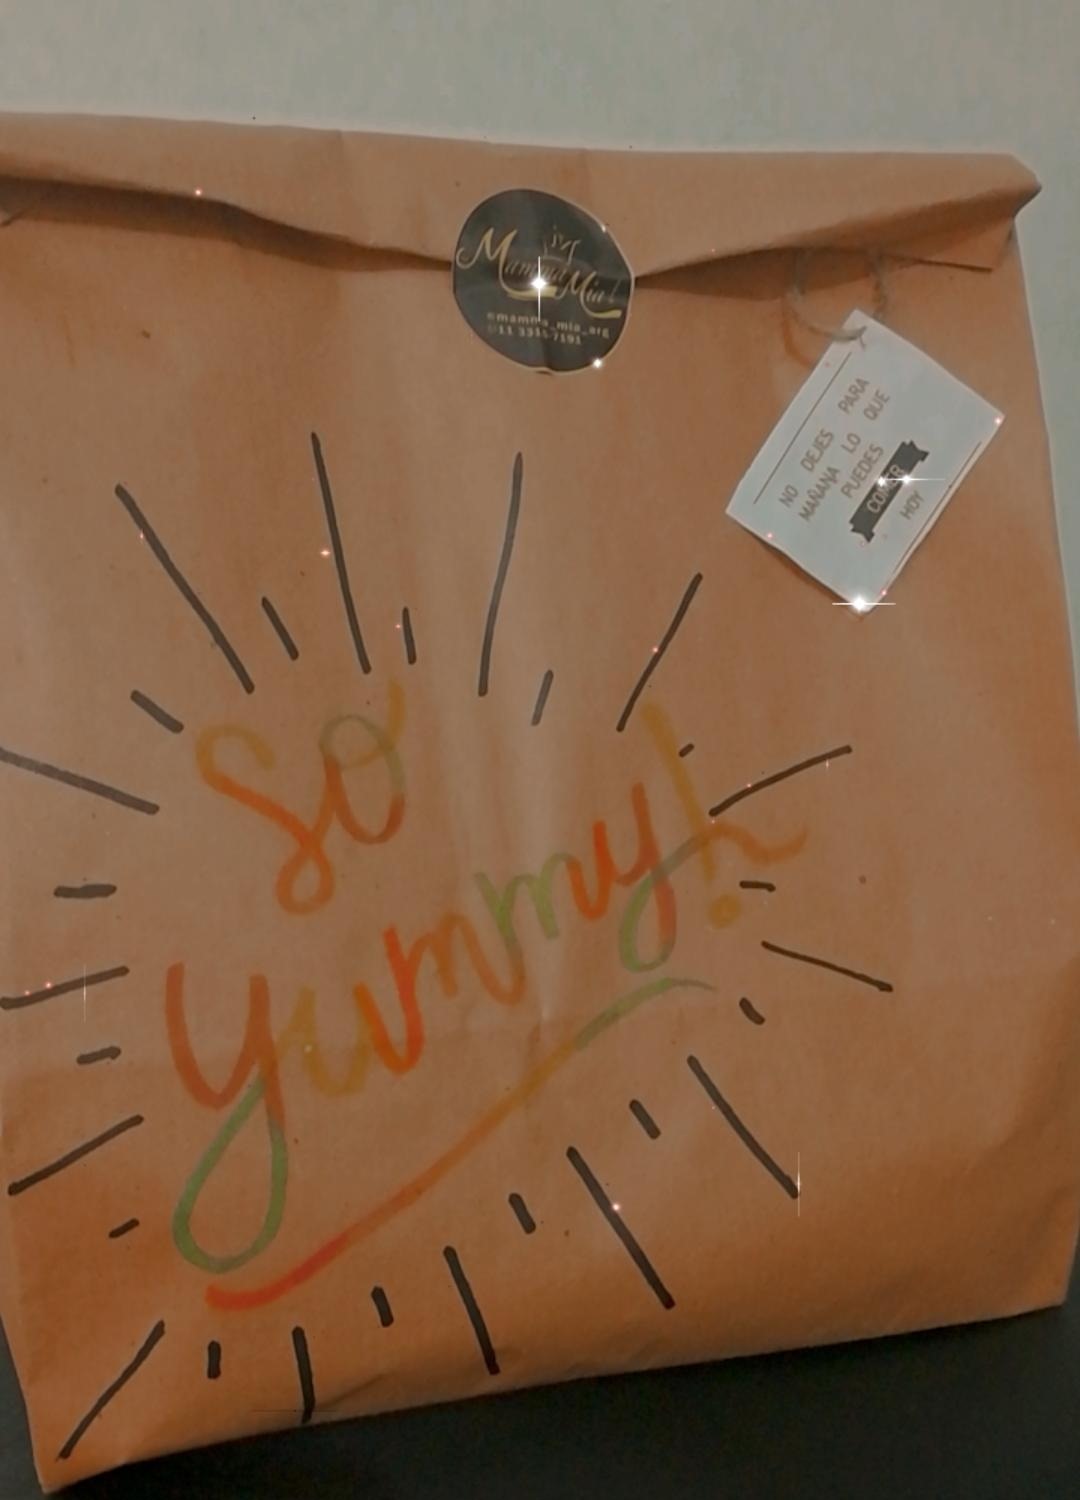 Mamma Mia!
@mamma_mia_arg
NO DEJES PARA
MAÑANA LO QUE
PUEDES
COMER
HOY
so
yummy!